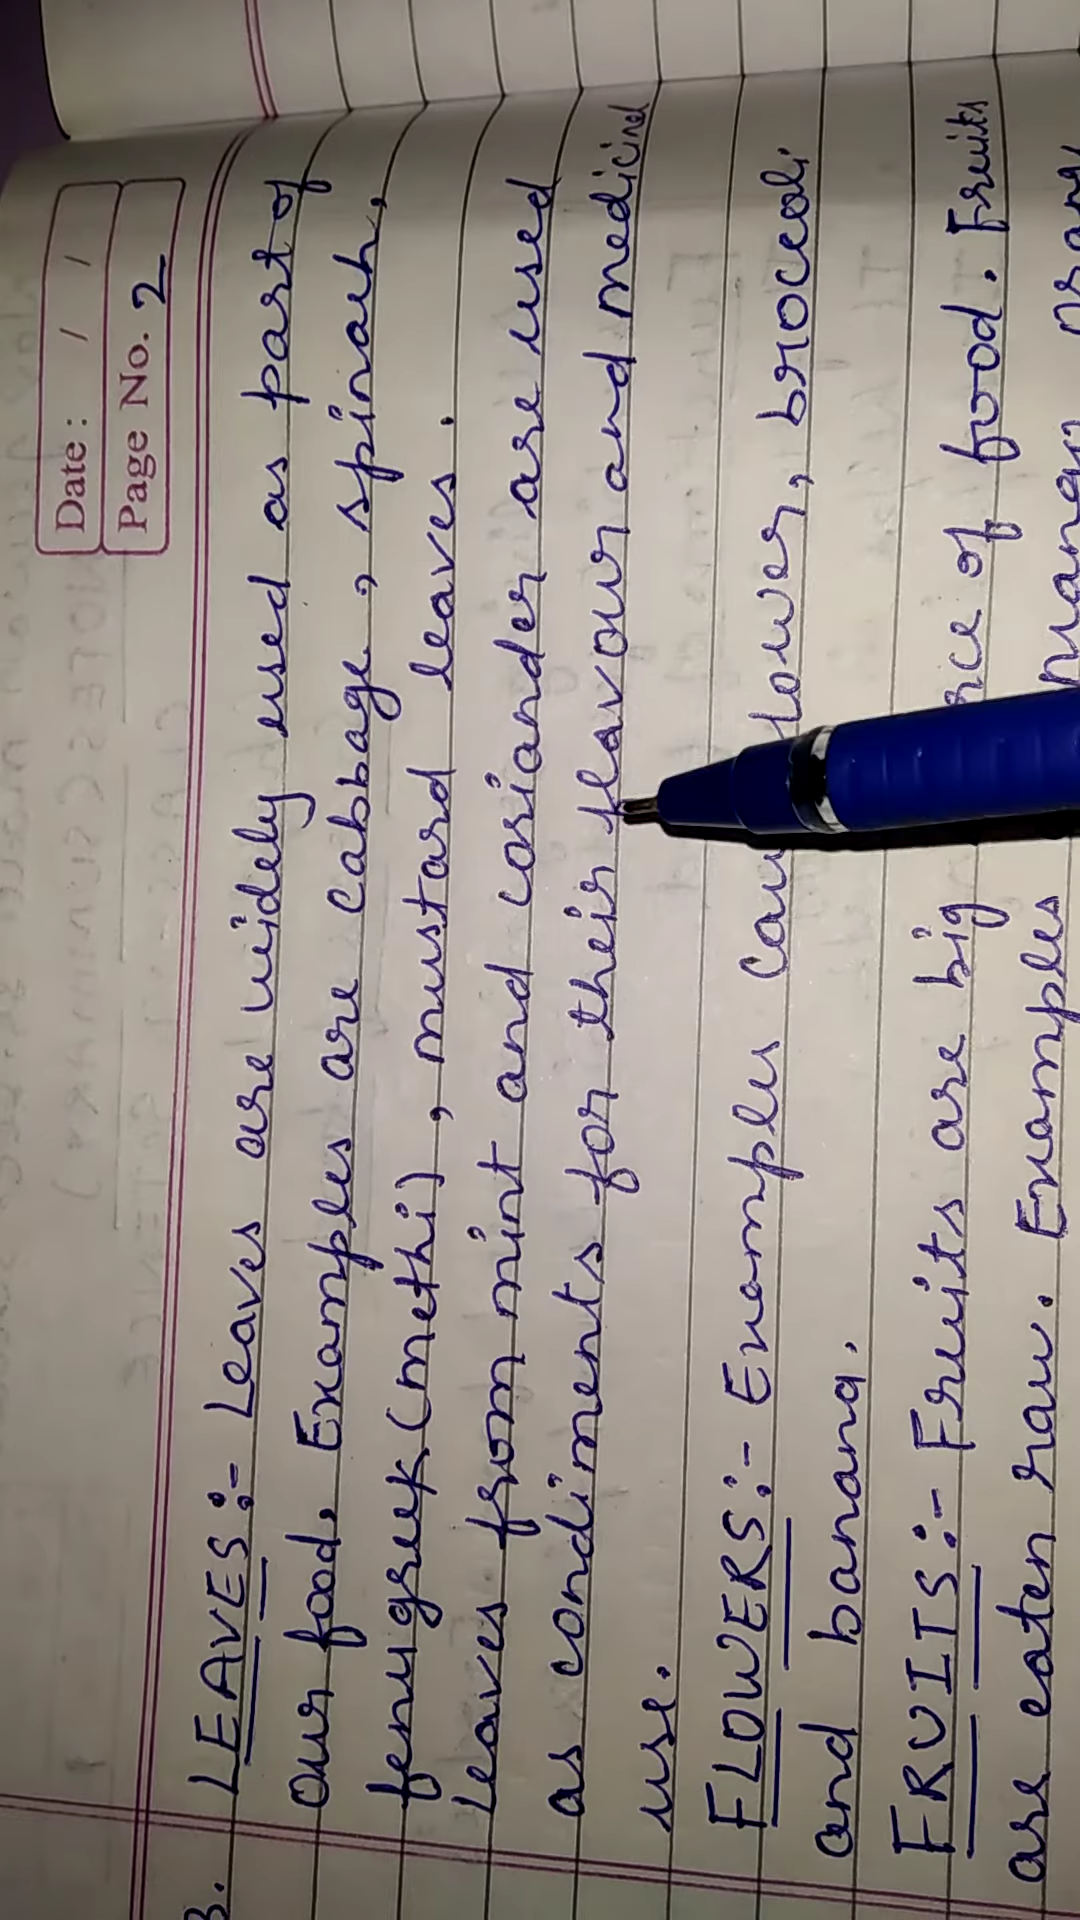 Date: / /
Page No. 2
3. LEAVES:- Leaves are widely used as part of
our food. Examples are cabbage, spinach,
fenugreek (methi), mustard leaves.
Leaves from mint and coriander are used
as condiments for their flavour and medicinal
use.
FLOWERS:- Examples lower, broccoli
and banana.
FRUITS:- Fruits are big of food. Fruits
are eaten raw. Examples mango